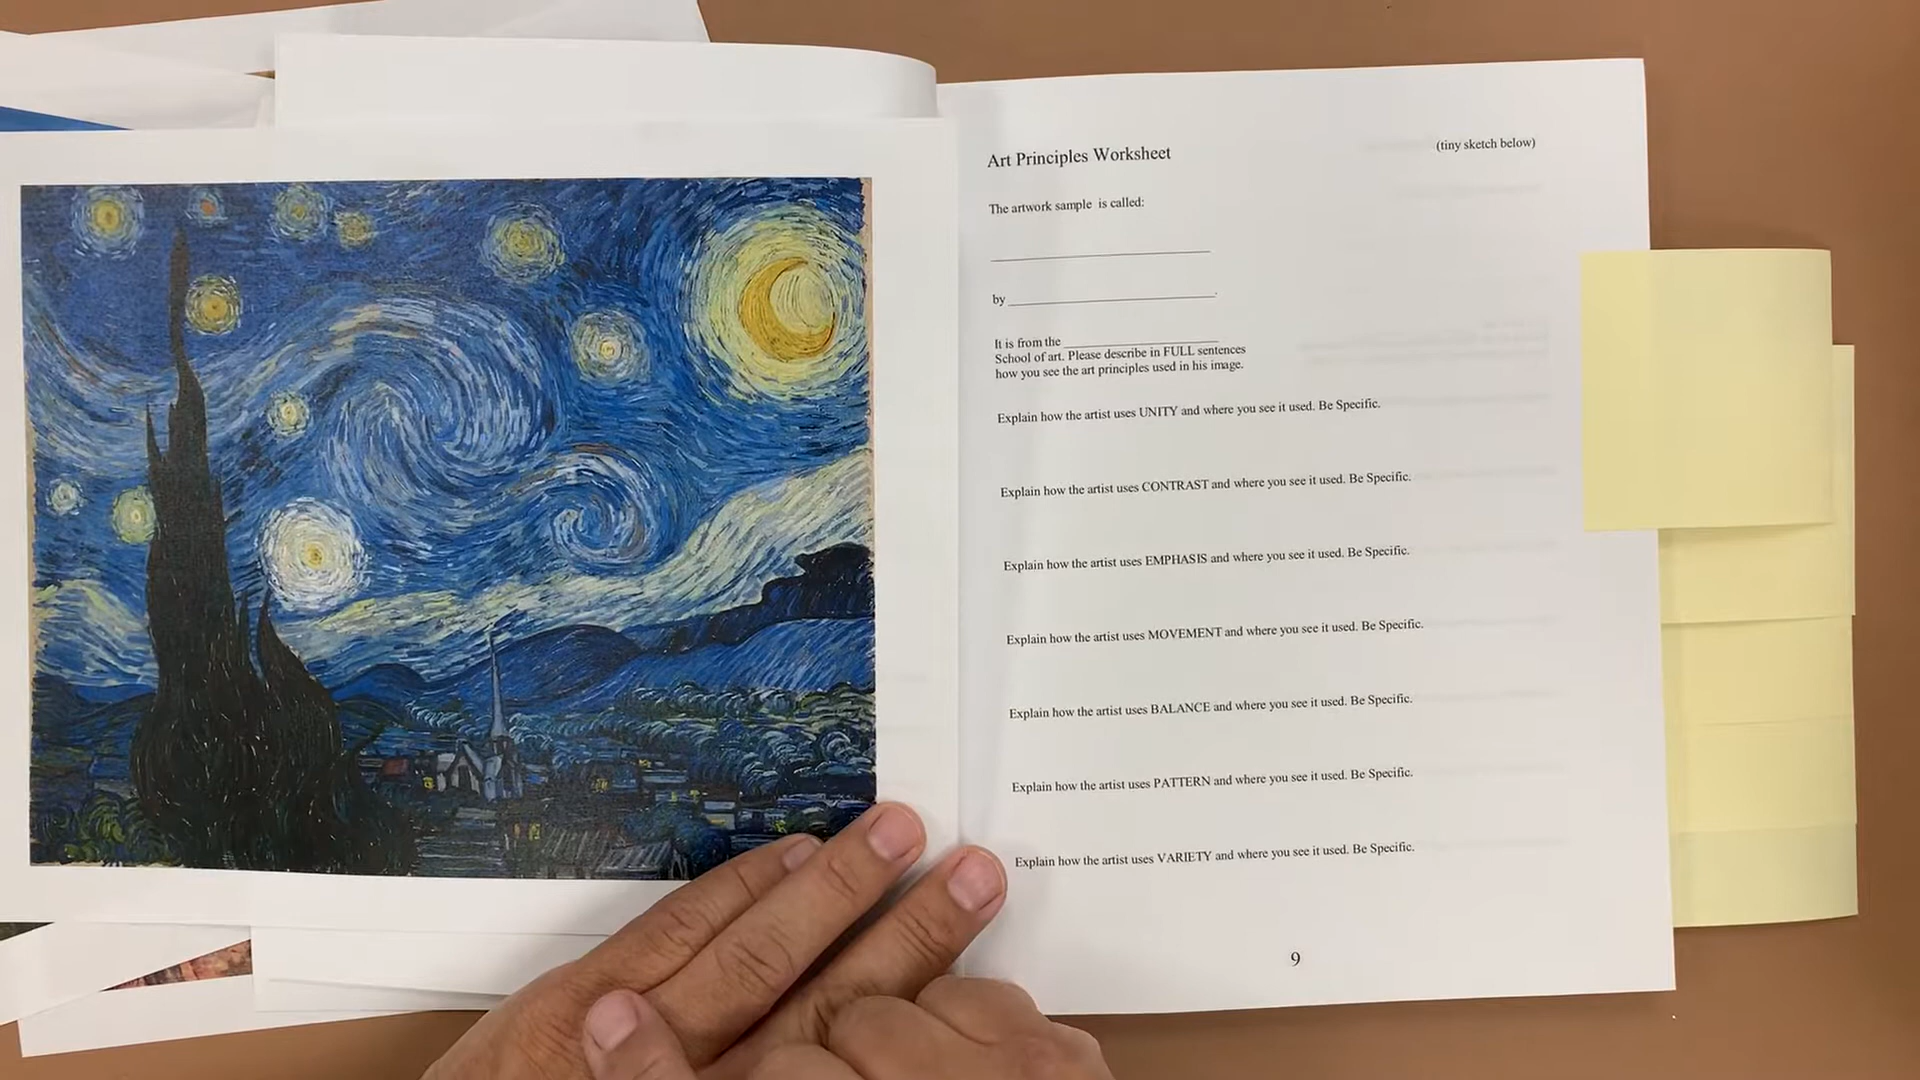 Art Principles Worksheet
(tiny sketch below)
The artwork sample is called:
by ____________________.
It is from the ____________________
School of art. Please describe in FULL sentences
how you see the art principles used in his image.
Explain how the artist uses UNITY and where you see it used. Be Specific.
Explain how the artist uses CONTRAST and where you see it used. Be Specific.
Explain how the artist uses EMPHASIS and where you see it used. Be Specific.
Explain how the artist uses MOVEMENT and where you see it used. Be Specific.
Explain how the artist uses BALANCE and where you see it used. Be Specific.
Explain how the artist uses PATTERN and where you see it used. Be Specific.
Explain how the artist uses VARIETY and where you see it used. Be Specific.
9